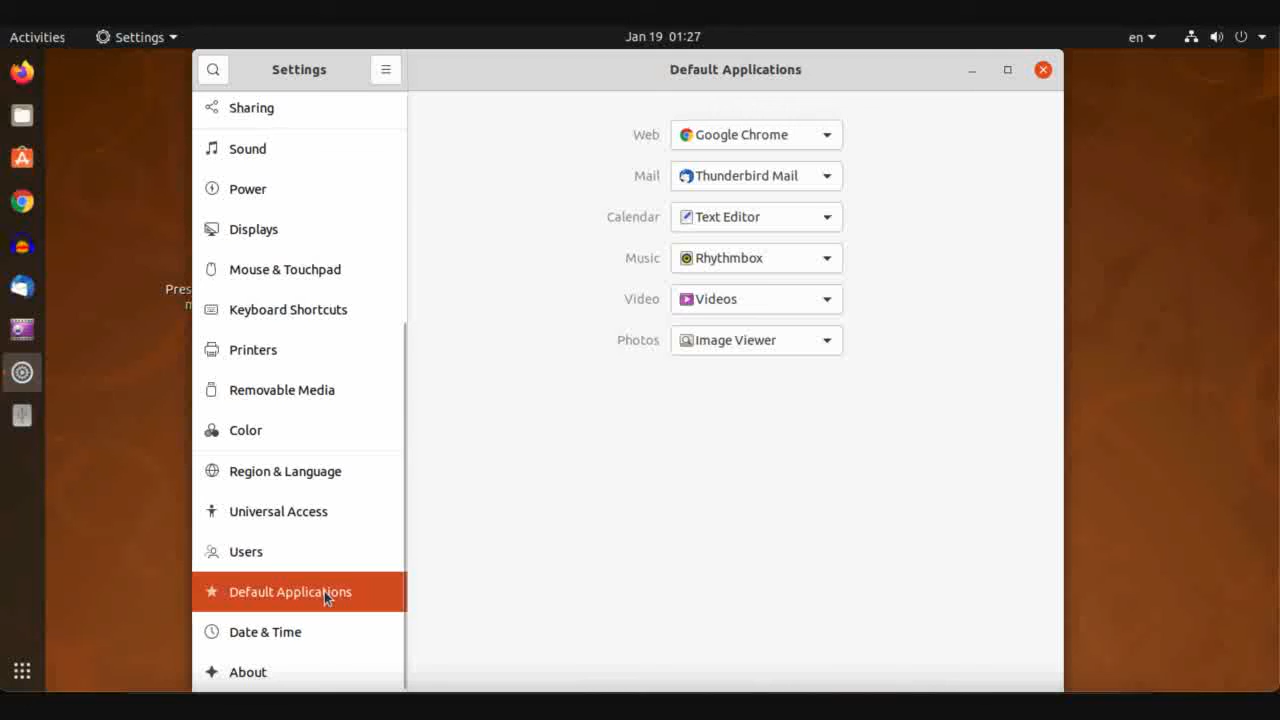 Activities Settings Jan 19 01:27 en
Settings Default Applications
Sharing
Sound
Power
Displays
Mouse & Touchpad
Keyboard Shortcuts
Printers
Removable Media
Color
Region & Language
Universal Access
Users
Default Applications
Date & Time
About
Web Google Chrome
Mail Thunderbird Mail
Calendar Text Editor
Music Rhythmbox
Video Videos
Photos Image Viewer
Pres